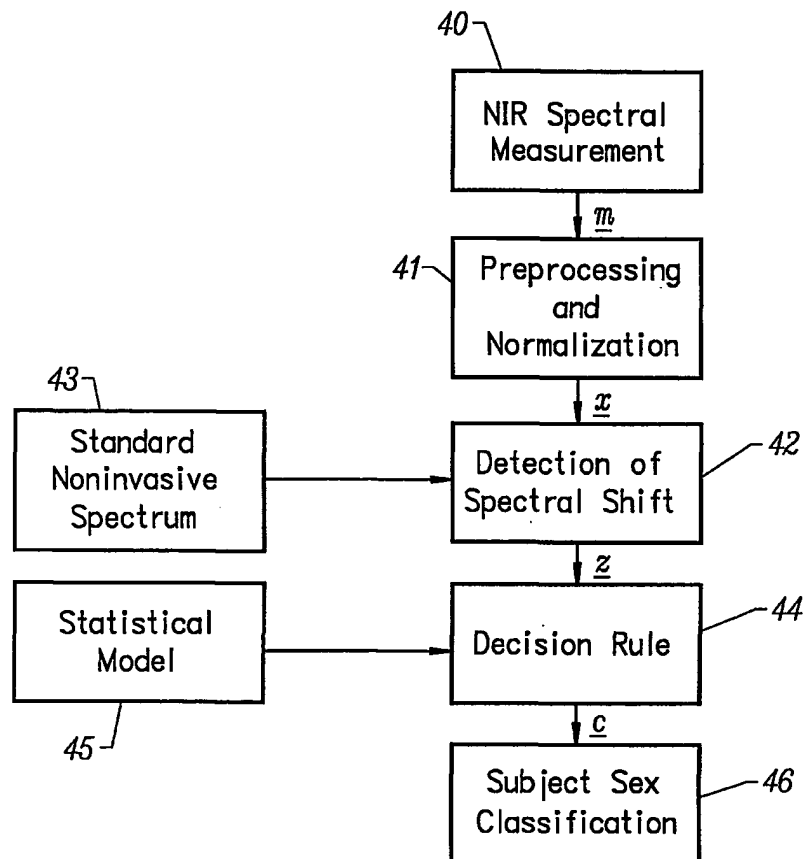 40
NIR Spectral
Measurement
m
41
Preprocessing
and
Normalization
x
43
Standard
Noninvasive
Spectrum
42
Detection of
Spectral Shift
z
Statistical
Model
45
44
Decision Rule
c
Subject Sex
Classification
46